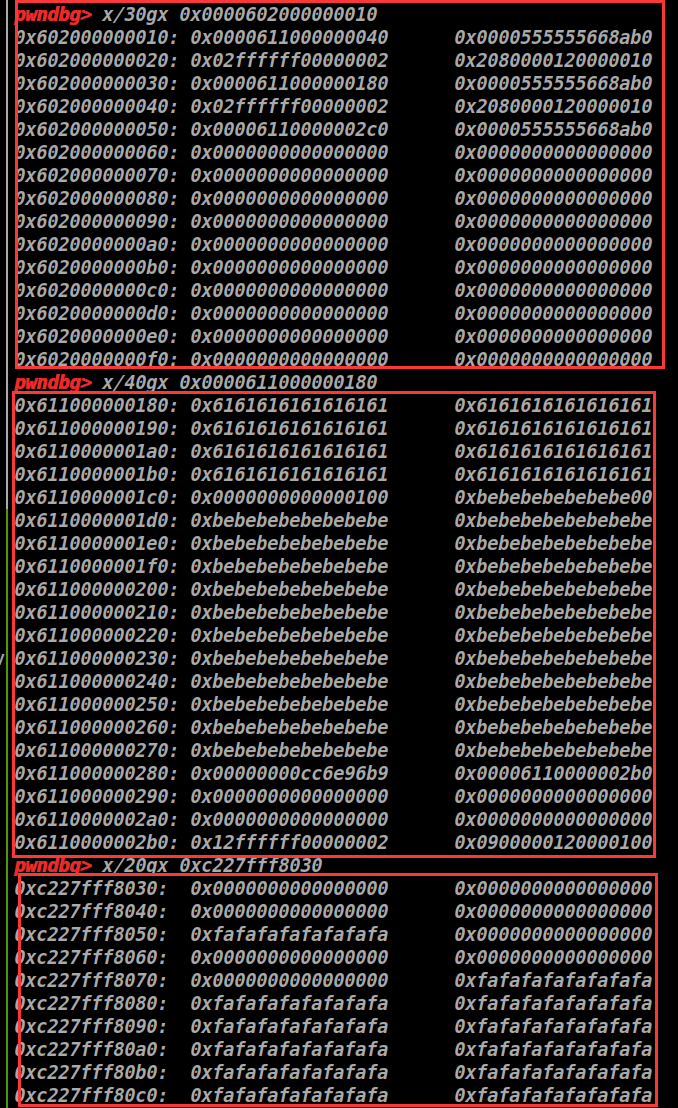 pwndbg> x/30gx 0x0000602000000010
0x602000000010: 0x0000611000000040 0x0000555555668ab0
0x602000000020: 0x02ffffff00000002 0x2080000120000010
0x602000000030: 0x0000611000000180 0x0000555555668ab0
0x602000000040: 0x02ffffff00000002 0x2080000120000010
0x602000000050: 0x00006110000002c0 0x0000555555668ab0
0x602000000060: 0x0000000000000000 0x0000000000000000
0x602000000070: 0x0000000000000000 0x0000000000000000
0x602000000080: 0x0000000000000000 0x0000000000000000
0x602000000090: 0x0000000000000000 0x0000000000000000
0x6020000000a0: 0x0000000000000000 0x0000000000000000
0x6020000000b0: 0x0000000000000000 0x0000000000000000
0x6020000000c0: 0x0000000000000000 0x0000000000000000
0x6020000000d0: 0x0000000000000000 0x0000000000000000
0x6020000000e0: 0x0000000000000000 0x0000000000000000
0x6020000000f0: 0x0000000000000000 0x0000000000000000
pwndbg> x/40gx 0x0000611000000180
0x611000000180: 0x6161616161616161 0x6161616161616161
0x611000000190: 0x6161616161616161 0x6161616161616161
0x6110000001a0: 0x6161616161616161 0x6161616161616161
0x6110000001b0: 0x6161616161616161 0x6161616161616161
0x6110000001c0: 0x0000000000000100 0xbebebebebebebe00
0x6110000001d0: 0xbebebebebebebebe 0xbebebebebebebebe
0x6110000001e0: 0xbebebebebebebebe 0xbebebebebebebebe
0x6110000001f0: 0xbebebebebebebebe 0xbebebebebebebebe
0x611000000200: 0xbebebebebebebebe 0xbebebebebebebebe
0x611000000210: 0xbebebebebebebebe 0xbebebebebebebebe
0x611000000220: 0xbebebebebebebebe 0xbebebebebebebebe
0x611000000230: 0xbebebebebebebebe 0xbebebebebebebebe
0x611000000240: 0xbebebebebebebebe 0xbebebebebebebebe
0x611000000250: 0xbebebebebebebebe 0xbebebebebebebebe
0x611000000260: 0xbebebebebebebebe 0xbebebebebebebebe
0x611000000270: 0xbebebebebebebebe 0xbebebebebebebebe
0x611000000280: 0x00000000cc6e96b9 0x00006110000002b0
0x611000000290: 0x0000000000000000 0x0000000000000000
0x6110000002a0: 0x0000000000000000 0x0000000000000000
0x6110000002b0: 0x12ffffff00000002 0x0900000120000100
pwndbg> x/20gx 0xc227fff8030
0xc227fff8030: 0x0000000000000000 0x0000000000000000
0xc227fff8040: 0x0000000000000000 0x0000000000000000
0xc227fff8050: 0xfafafafafafafafa 0x0000000000000000
0xc227fff8060: 0x0000000000000000 0x0000000000000000
0xc227fff8070: 0x0000000000000000 0xfafafafafafafafa
0xc227fff8080: 0xfafafafafafafafa 0xfafafafafafafafa
0xc227fff8090: 0xfafafafafafafafa 0xfafafafafafafafa
0xc227fff80a0: 0xfafafafafafafafa 0xfafafafafafafafa
0xc227fff80b0: 0xfafafafafafafafa 0xfafafafafafafafa
0xc227fff80c0: 0xfafafafafafafafa 0xfafafafafafafafa